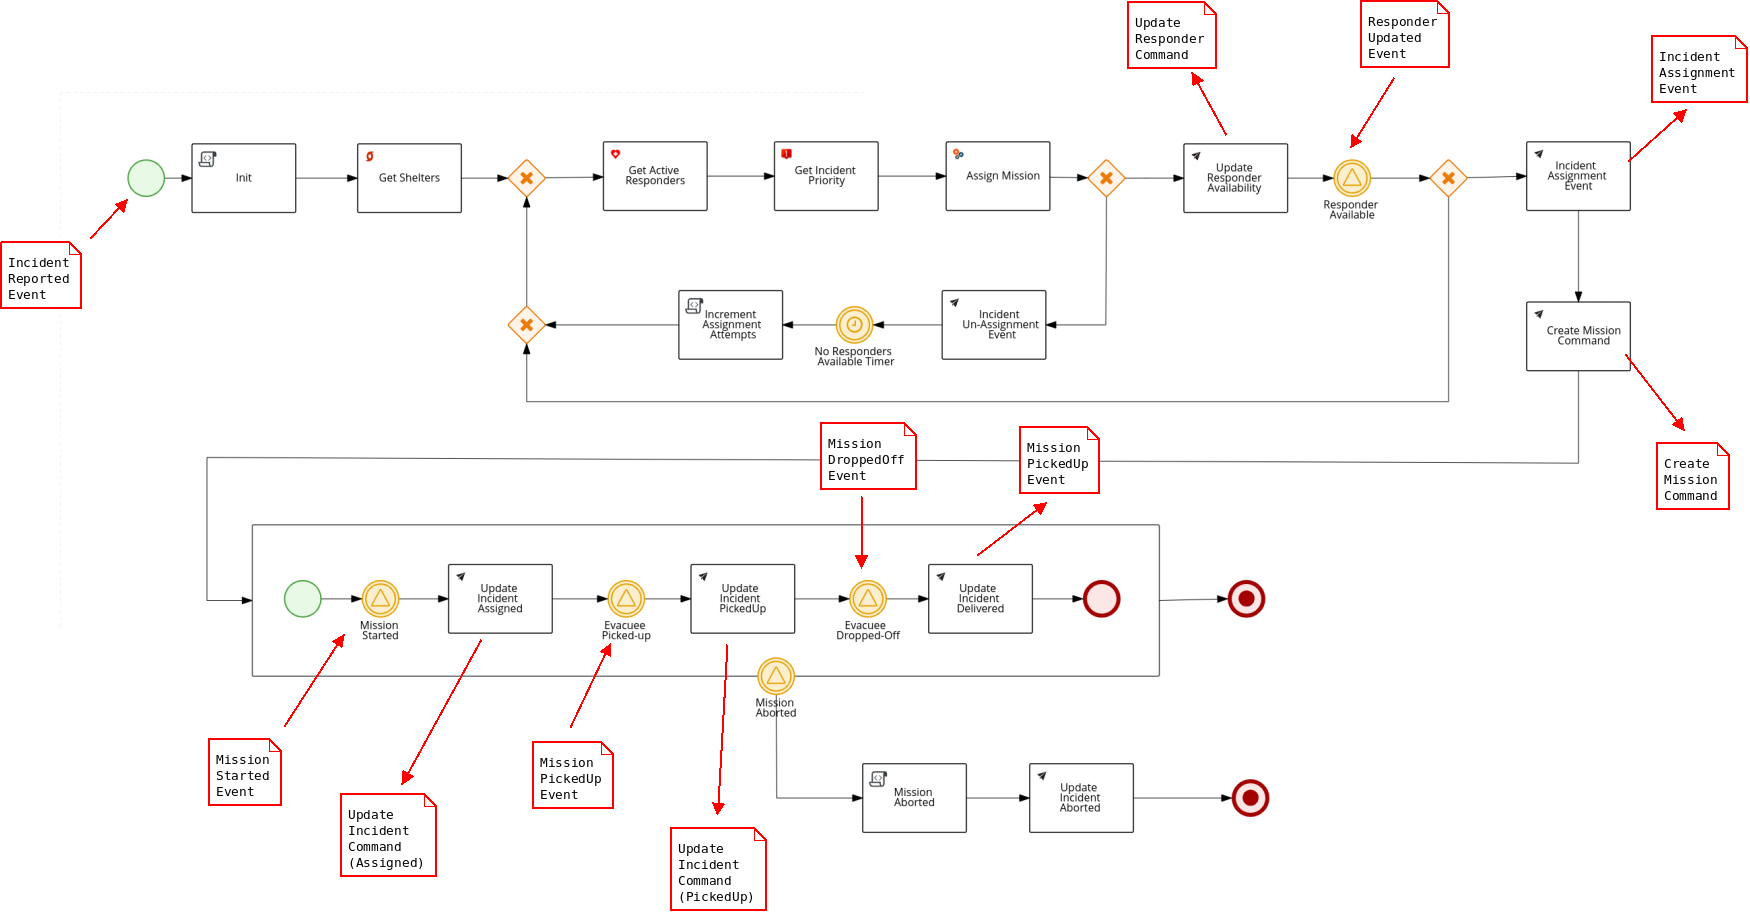 Update
Responder
Command
Responder
Updated
Event
Incident
Assignment
Event
Init
Get Shelters
Get Active
Responders
Get Incident
Priority
Assign Mission
Update
Responder
Availability
Responder
Available
Incident
Assignment
Event
Incident
Reported
Event
Increment
Assignment
Attempts
No Responders
Available Timer
Incident
Un-Assignment
Event
Create Mission
Command
Mission
DroppedOff
Event
Mission
PickedUp
Event
Create
Mission
Command
Mission
Started
Update
Incident
Assigned
Evacuee
Picked-up
Update
Incident
PickedUp
Evacuee
Dropped-Off
Update
Incident
Delivered
Mission
Aborted
Mission
Started
Event
Update
Incident
Command
(Assigned)
Mission
PickedUp
Event
Update
Incident
Command
(PickedUp)
Mission
Aborted
Update
Incident
Aborted